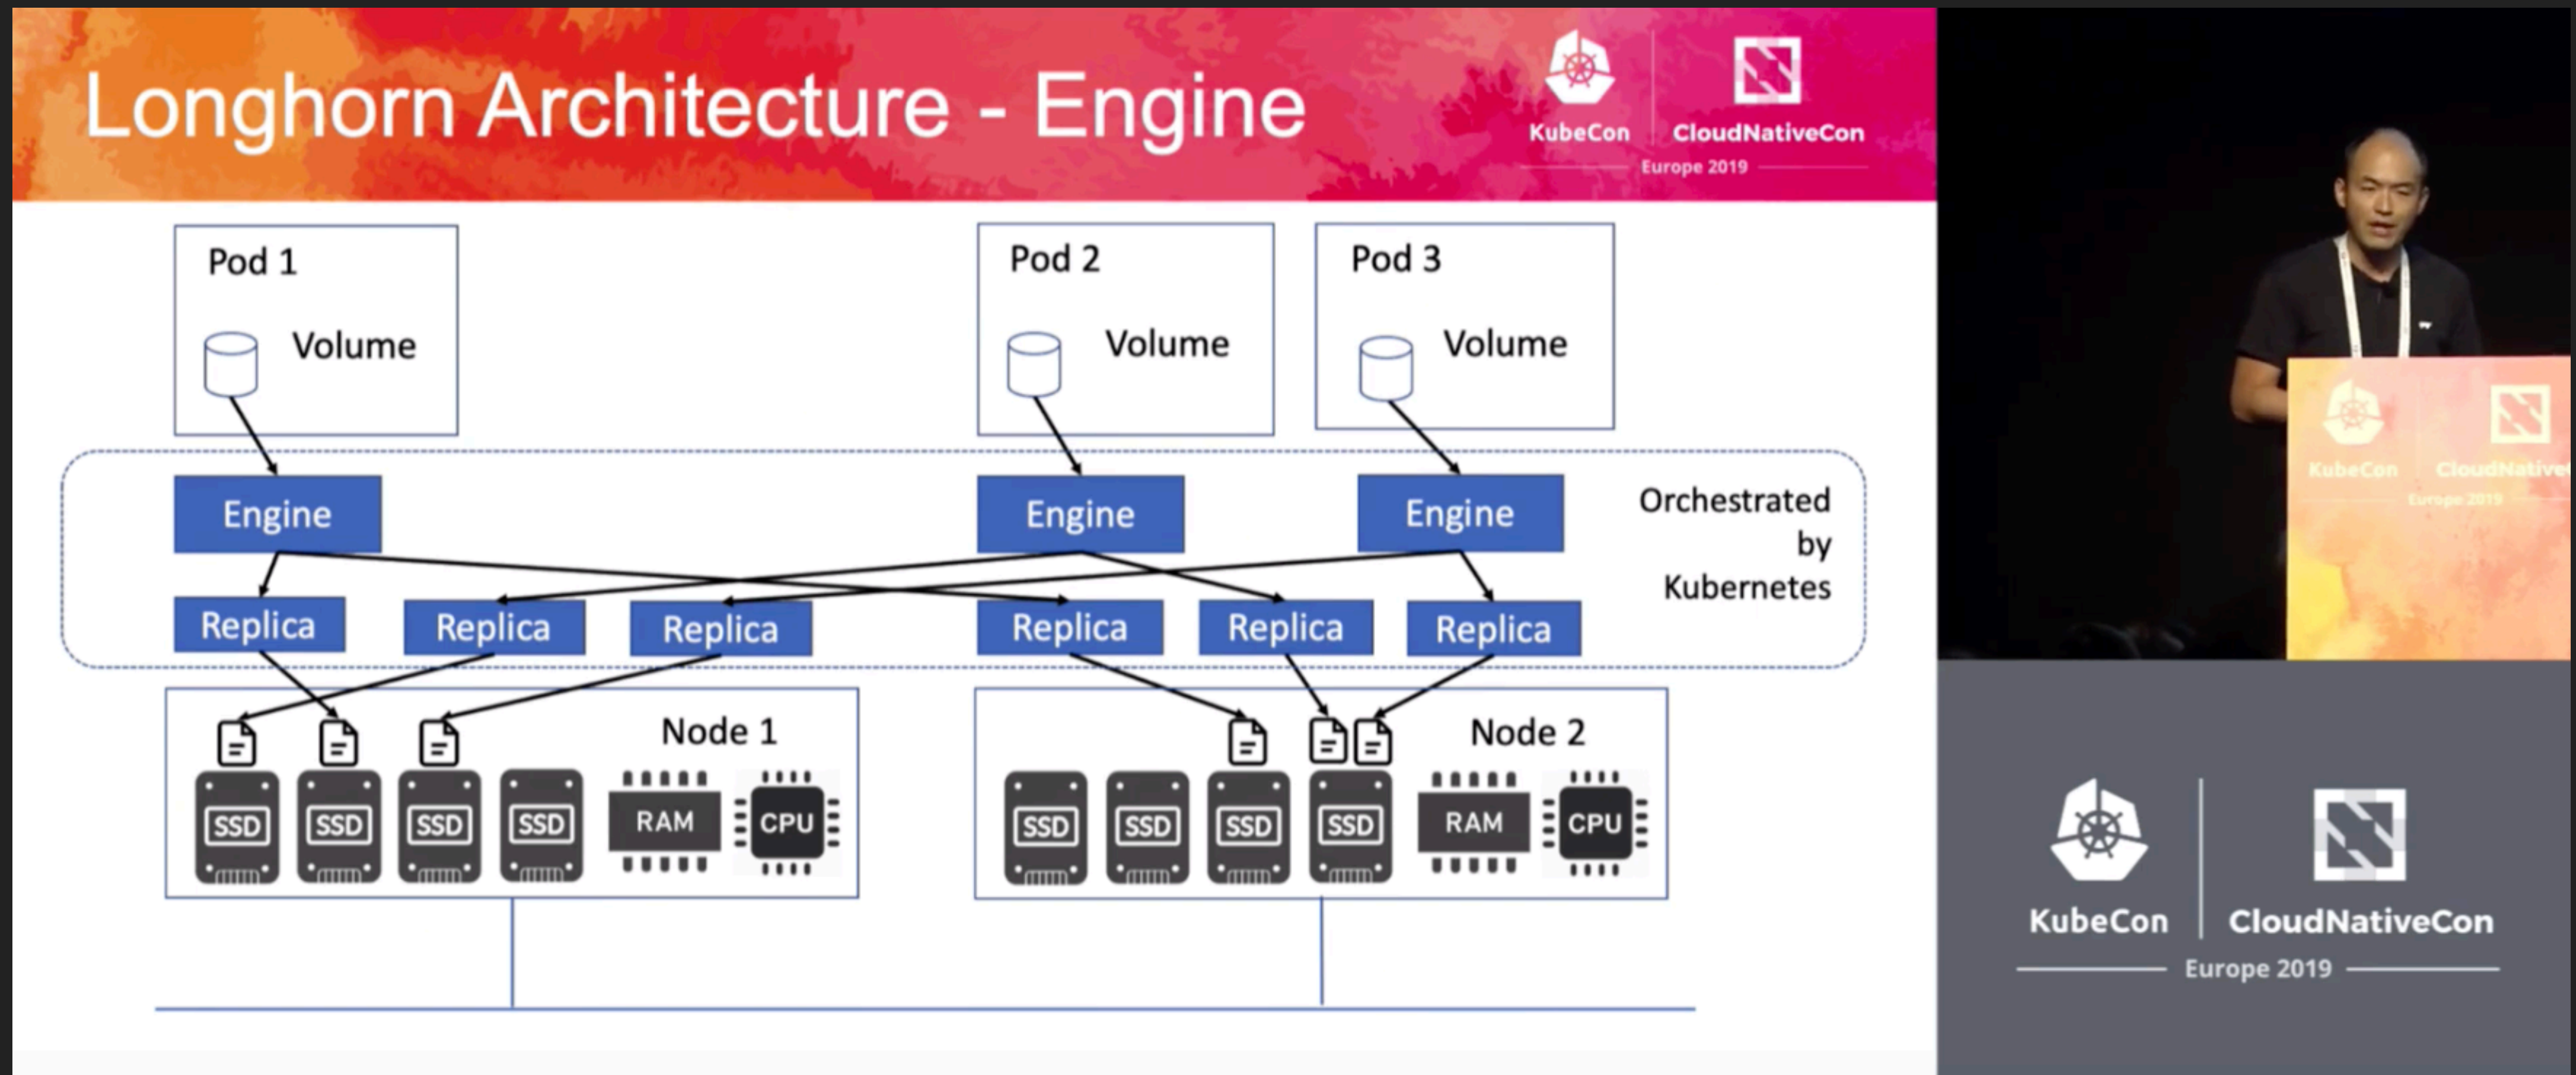 Longhorn Architecture - Engine
KubeCon
CloudNativeCon
Europe 2019
Pod 1
Volume
Pod 2
Volume
Pod 3
Volume
Engine
Engine
Engine
Orchestrated
by
Kubernetes
Replica
Replica
Replica
Replica
Replica
Replica
Node 1
SSD
SSD
SSD
SSD
RAM
CPU
Node 2
SSD
SSD
SSD
SSD
RAM
CPU
KubeCon
CloudNative
Europe 2019
KubeCon
CloudNativeCon
Europe 2019